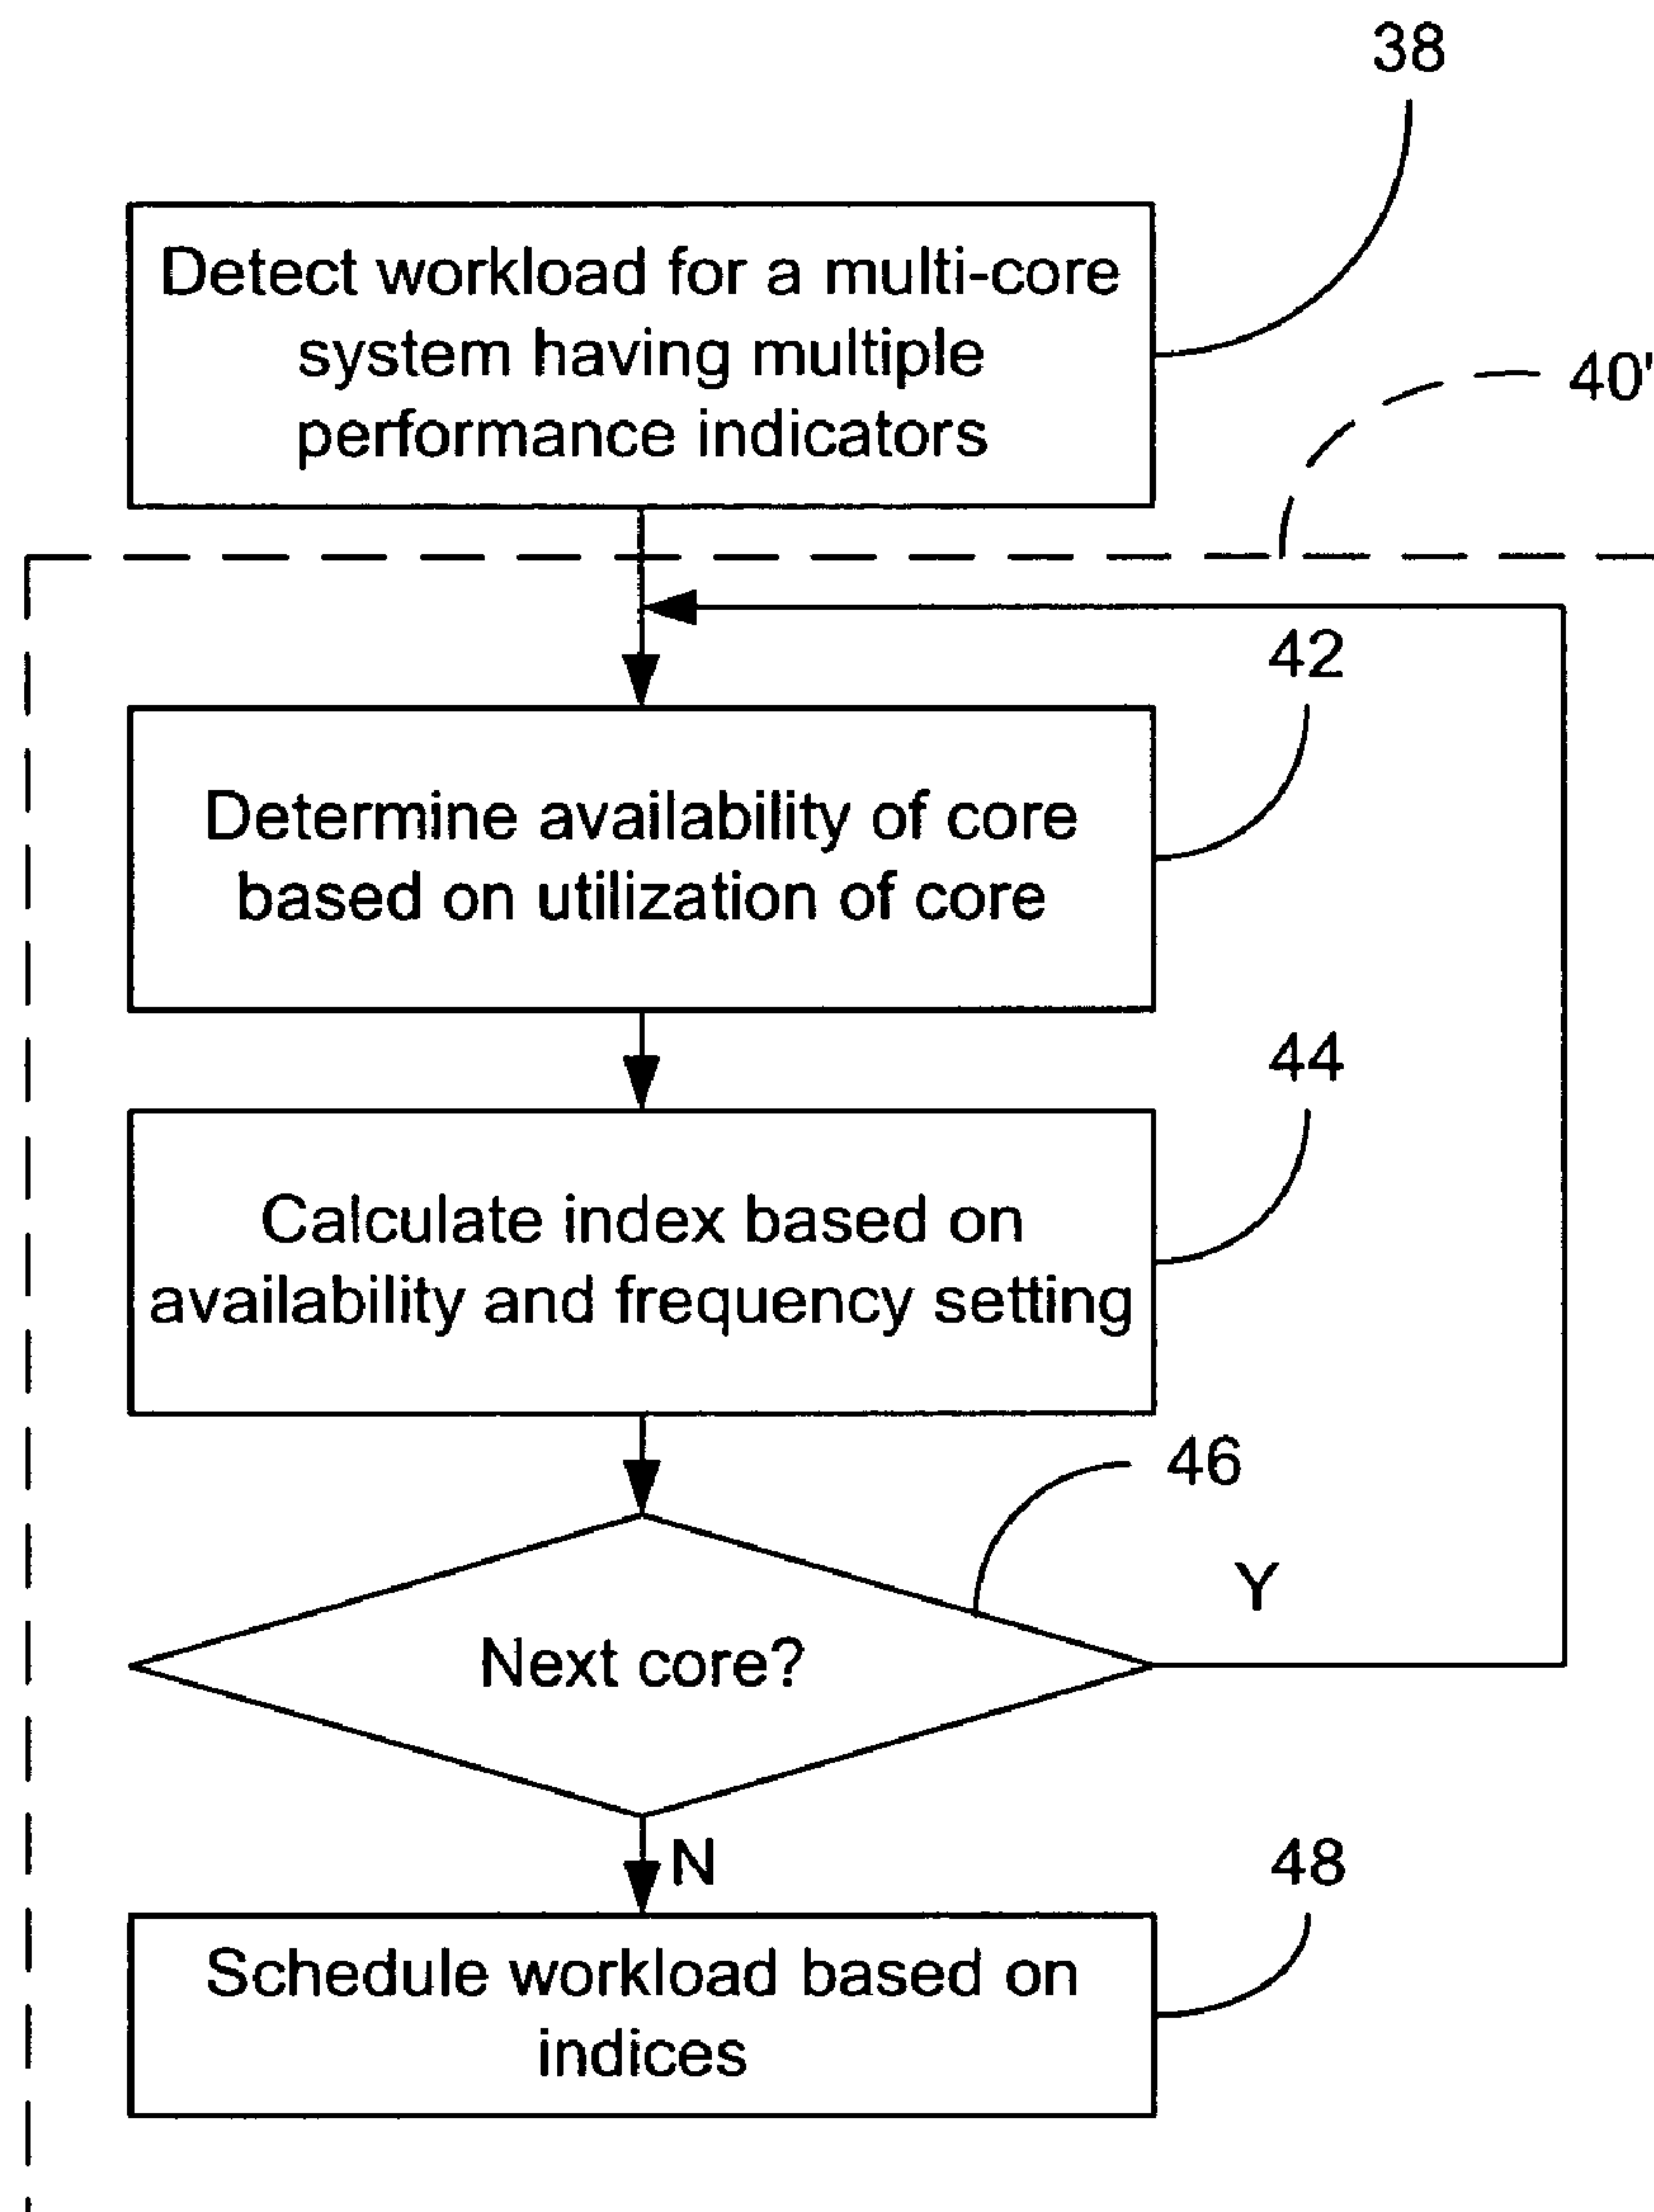 38
Detect workload for a multi-core
system having multiple
performance indicators
40'
42
Determine availability of core
based on utilization of core
44
Calculate index based on
availability and frequency setting
46
Y
Next core?
N
48
Schedule workload based on
indices